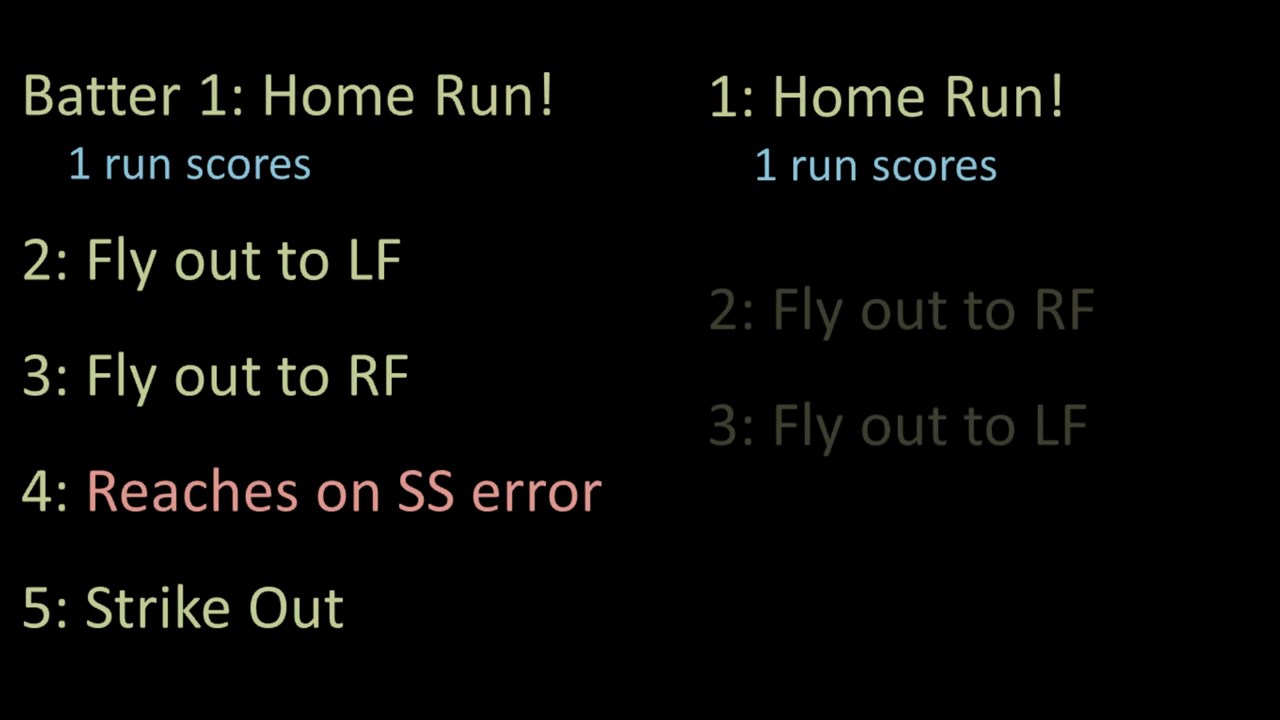 Batter 1: Home Run!
1 run scores
2: Fly out to LF
3: Fly out to RF
4: Reaches on SS error
5: Strike Out
1: Home Run!
1 run scores
2: Fly out to RF
3: Fly out to LF